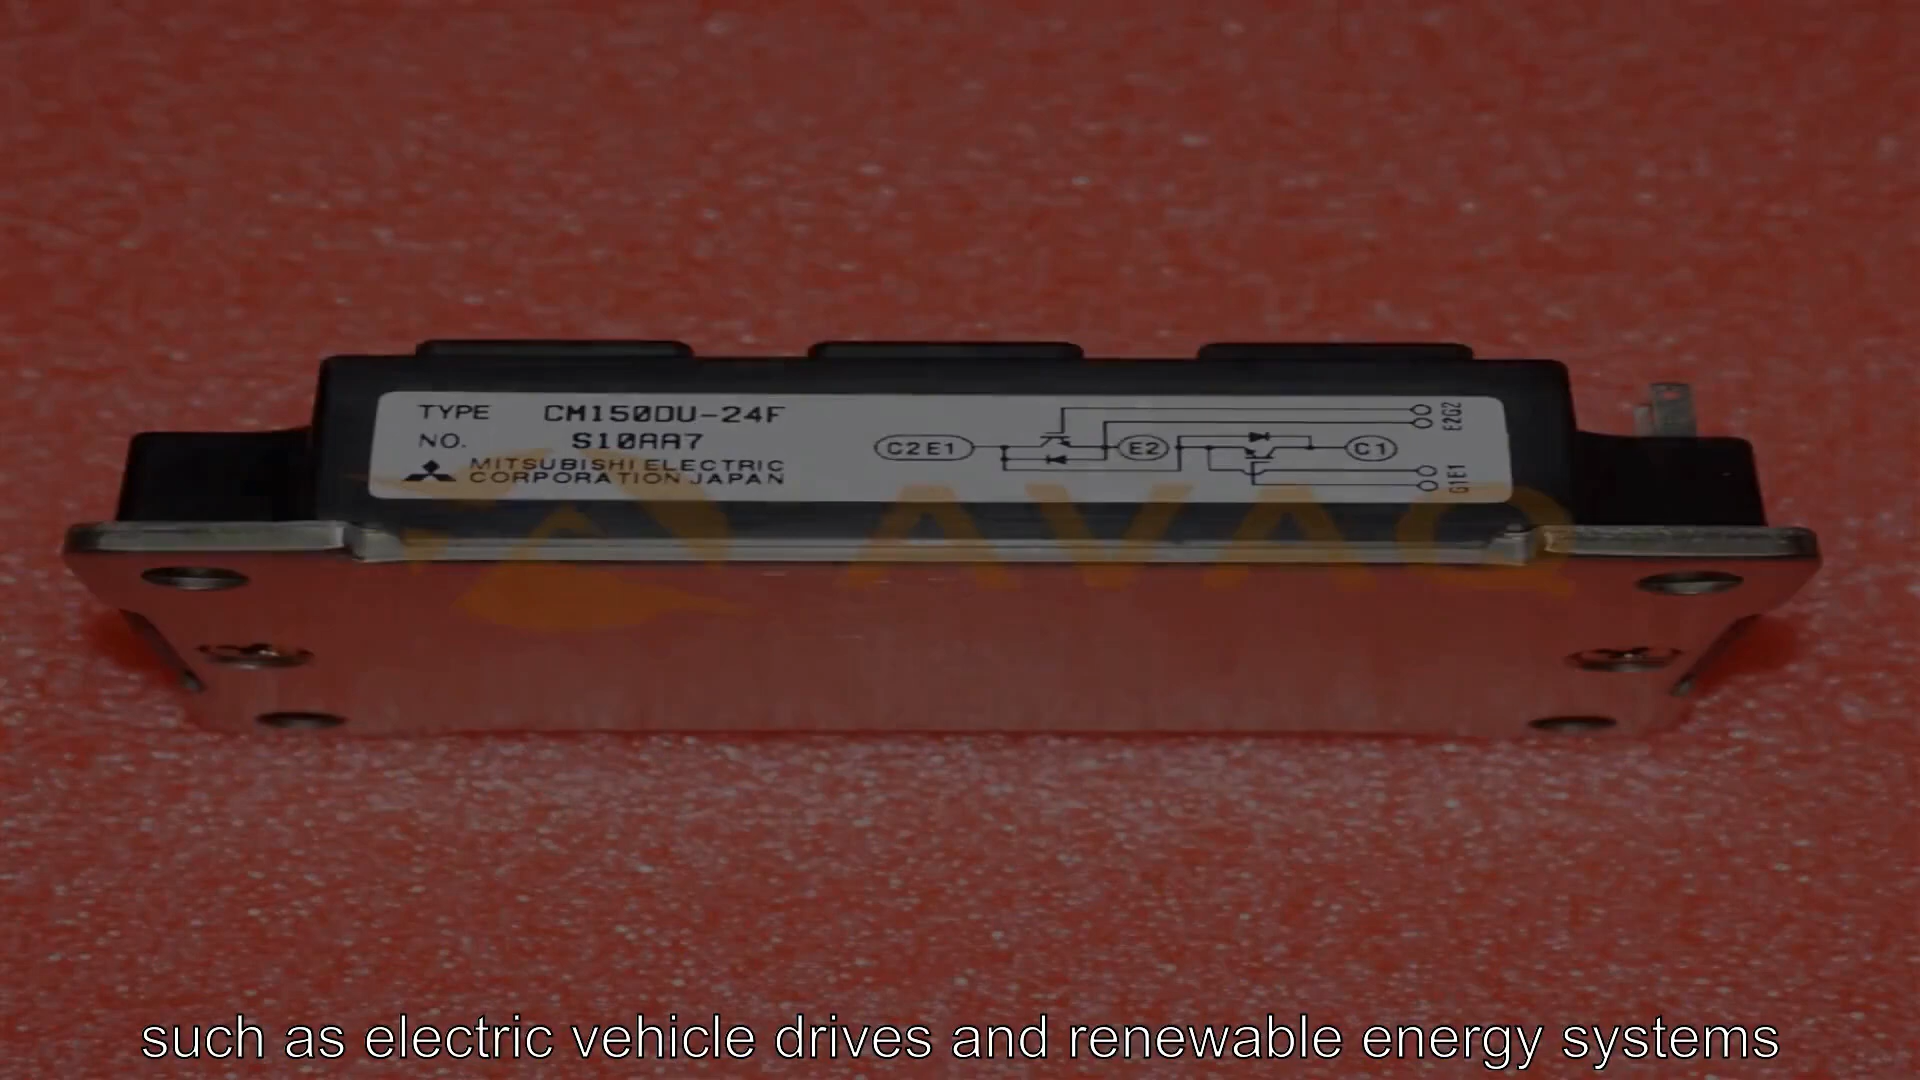 TYPE CM150DU-24F
NO. S10AA7
MITSUBISHI ELECTRIC
CORPORATION JAPAN
C2E1
E2
C1
E2G2
G1E1
AVAQ
such as electric vehicle drives and renewable energy systems